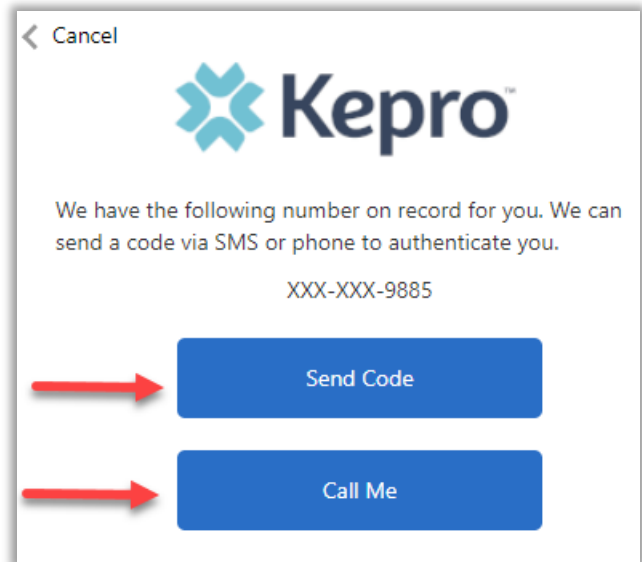 Cancel
Kepro™
We have the following number on record for you. We can
send a code via SMS or phone to authenticate you.
XXX-XXX-9885
Send Code
Call Me